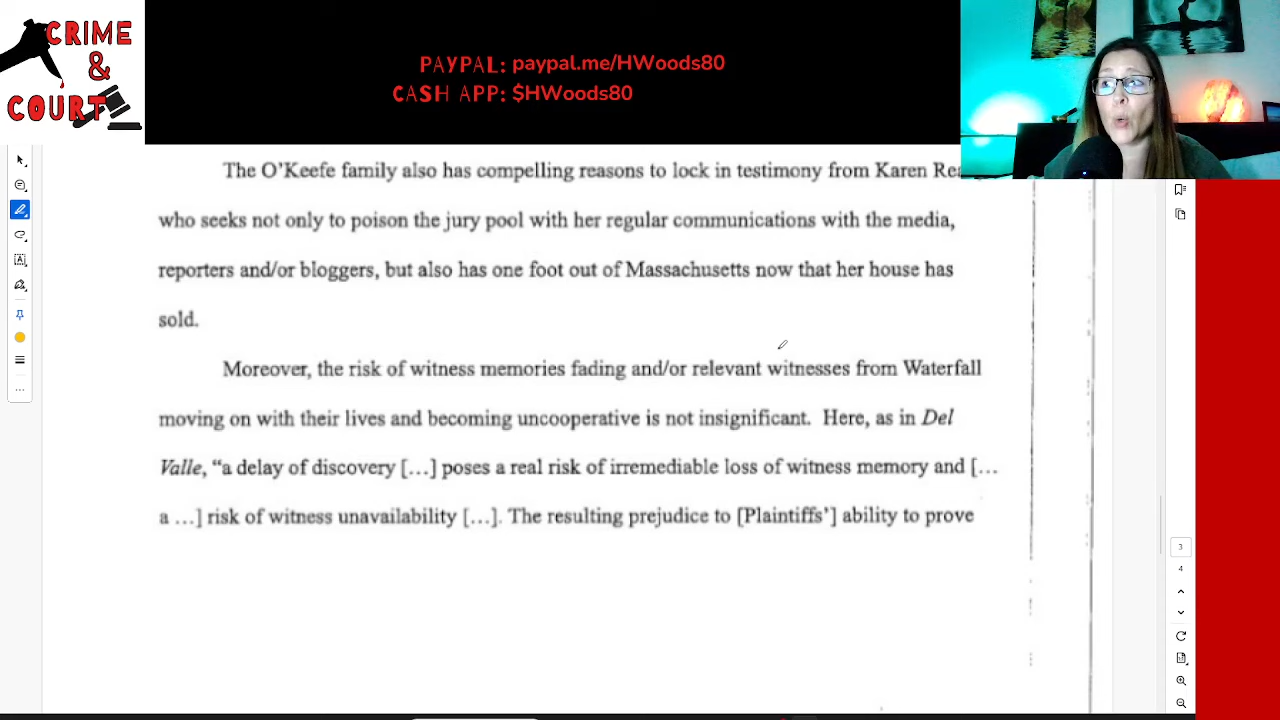 CRIME
&
COURT
PAYPAL: paypal.me/HWoods80
CASH APP: $HWoods80
The O'Keefe family also has compelling reasons to lock in testimony from Karen
who seeks not only to poison the jury pool with her regular communications with the media,
reporters and/or bloggers, but also has one foot out of Massachusetts now that her house has
sold.
Moreover, the risk of witness memories fading and/or relevant witnesses from Waterfall
moving on with their lives and becoming uncooperative is not insignificant. Here, as in Del
Valle, “a delay of discovery […] poses a real risk of irremediable loss of witness memory and […
a …] risk of witness unavailability […]. The resulting prejudice to [Plaintiffs’] ability to prove
3
4